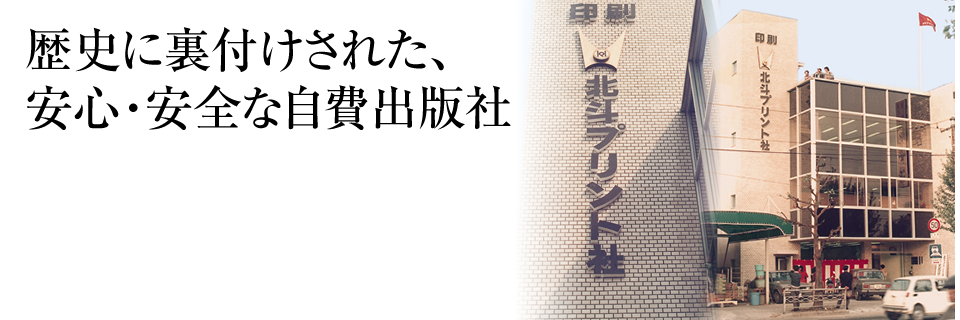 歴史に裏付けされた、
安心・安全な自費出版社
印刷
北斗プリント社
印刷
北斗プリント社